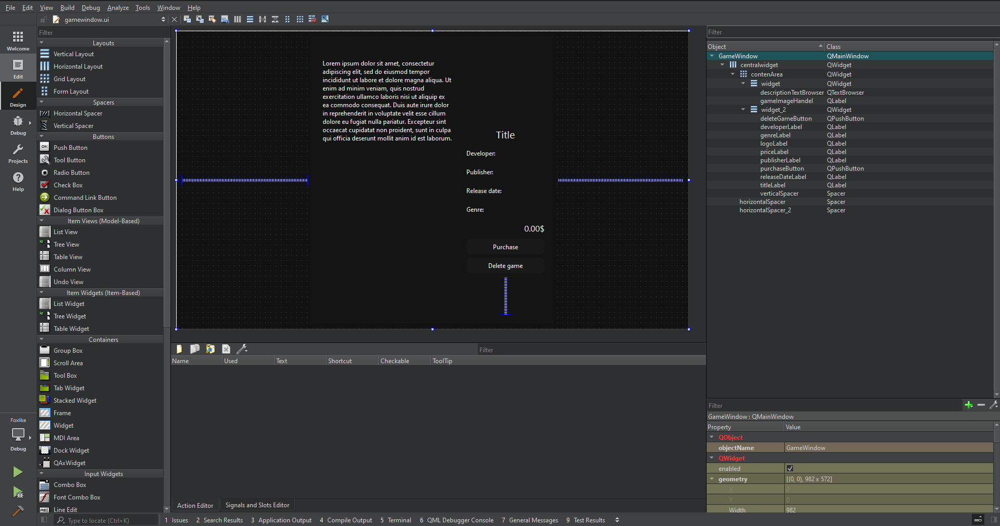 File Edit View Build Debug Analyze Tools Window Help
gamewindow.ui
Welcome
Edit
Design
Debug
Projects
Help
Foxlike
Debug
Filter
Layouts
Vertical Layout
Horizontal Layout
Grid Layout
Form Layout
Spacers
Horizontal Spacer
Vertical Spacer
Buttons
OK Push Button
Tool Button
Radio Button
Check Box
Command Link Button
Dialog Button Box
Item Views (Model-Based)
List View
Tree View
Table View
Column View
Undo View
Item Widgets (Item-Based)
List Widget
Tree Widget
Table Widget
Containers
Group Box
Scroll Area
Tool Box
Tab Widget
Stacked Widget
Frame
Widget
MDI Area
Dock Widget
QAxWidget
Input Widgets
Combo Box
Font Combo Box
Line Edit
Lorem ipsum dolor sit amet, consectetur
adipiscing elit, sed do eiusmod tempor
incididunt ut labore et dolore magna aliqua. Ut
enim ad minim veniam, quis nostrud
exercitation ullamco laboris nisi ut aliquip ex
ea commodo consequat. Duis aute irure dolor
in reprehenderit in voluptate velit esse cillum
dolore eu fugiat nulla pariatur. Excepteur sint
occaecat cupidatat non proident, sunt in culpa
qui officia deserunt mollit anim id est laborum.
Title
Developer:
Publisher:
Release date:
Genre:
0.00$
Purchase
Delete game
Filter
Name Used Text Shortcut Checkable ToolTip
Action Editor Signals and Slots Editor
Filter
Object Class
GameWindow QMainWindow
centralwidget QWidget
contenArea QWidget
widget QWidget
descriptionTextBrowser QTextBrowser
gameImageHandel QLabel
widget_2 QWidget
deleteGameButton QPushButton
developerLabel QLabel
genreLabel QLabel
logoLabel QLabel
priceLabel QLabel
publisherLabel QLabel
purchaseButton QPushButton
releaseDateLabel QLabel
titleLabel QLabel
verticalSpacer Spacer
horizontalSpacer Spacer
horizontalSpacer_2 Spacer
Filter
GameWindow : QMainWindow
Property Value
QObject
objectName GameWindow
QWidget
enabled
geometry [(0, 0), 982 x 572]
X 0
Y 0
Width 982
Type to locate (Ctrl+K) 1 Issues 2 Search Results 3 Application Output 4 Compile Output 5 Terminal 6 QML Debugger Console 7 General Messages 9 Test Results